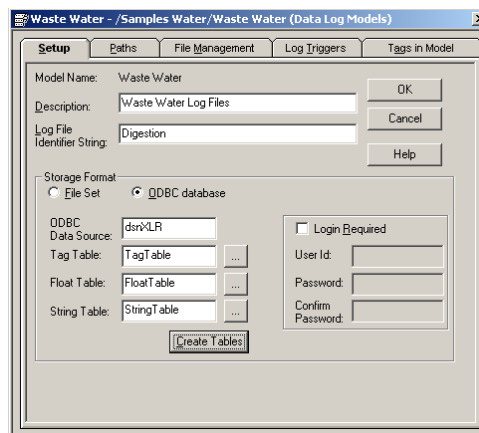 Waste Water - /Samples Water/Waste Water (Data Log Models)
Setup Paths File Management Log Triggers Tags in Model
Model Name: Waste Water
OK
Description: Waste Water Log Files
Cancel
Log File
Identifier String: Digestion
Help
Storage Format
File Set ODBC database
ODBC
Data Source: dsnXLR
Login Required
Tag Table: TagTable ...
User Id:
Float Table: FloatTable ...
Password:
String Table: StringTable ...
Confirm
Password:
Create Tables